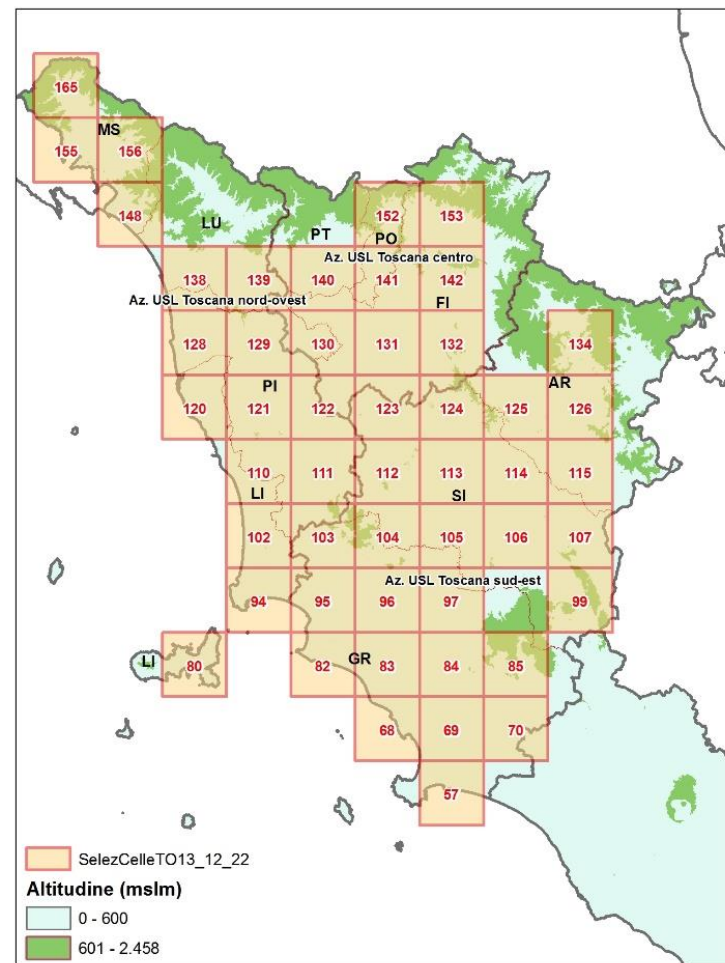 165
MS
155 156
148
LU
PT
152 153
PO
Az. USL Toscana centro
138 139 140 141 142
Az. USL Toscana nord-ovest
FI
128 129 130 131 132 134
PI
AR
120 121 122 123 124 125 126
110 111 112 113 114 115
LI
SI
102 103 104 105 106 107
Az. USL Toscana sud-est
94 95 96 97 99
GR
LI
80 82 83 84 85
68 69 70
57
SelezCelleTO13_12_22
Altitudine (mslm)
0 - 600
601 - 2.458